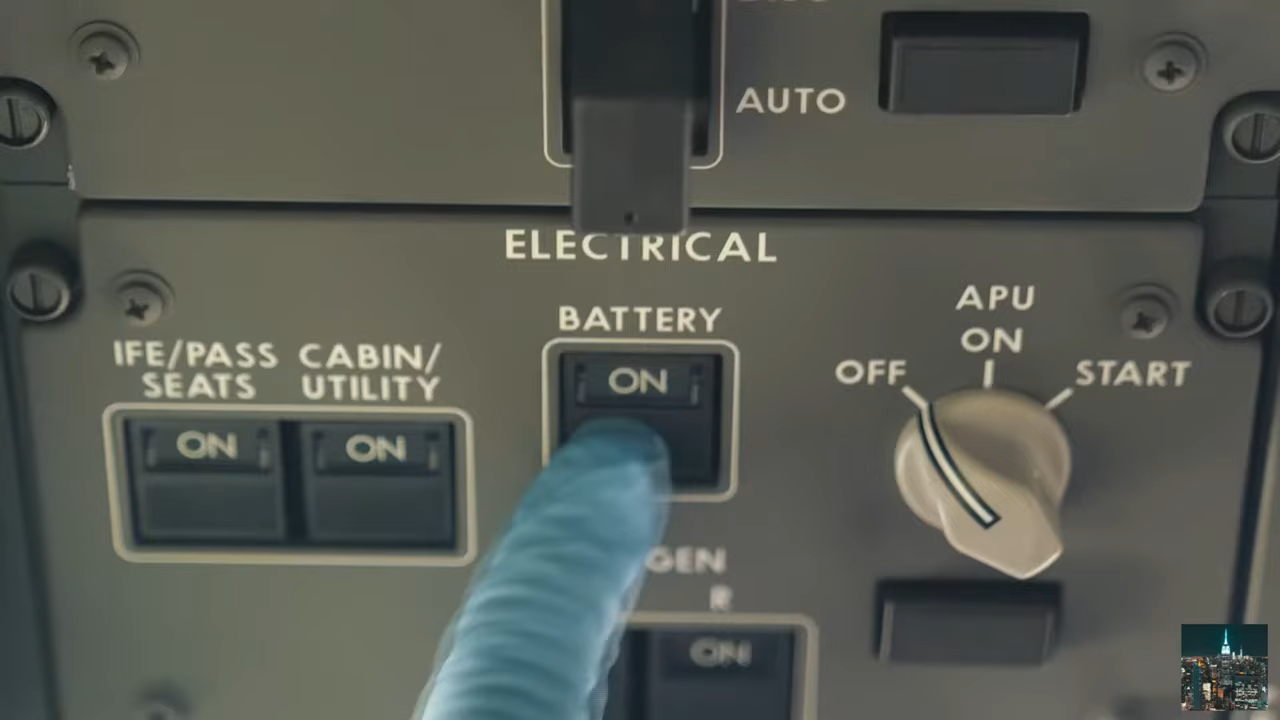 AUTO
ELECTRICAL
BATTERY
ON
APU
ON
OFF
START
IFE/PASS
SEATS
CABIN/
UTILITY
ON
ON
GEN
R
ON